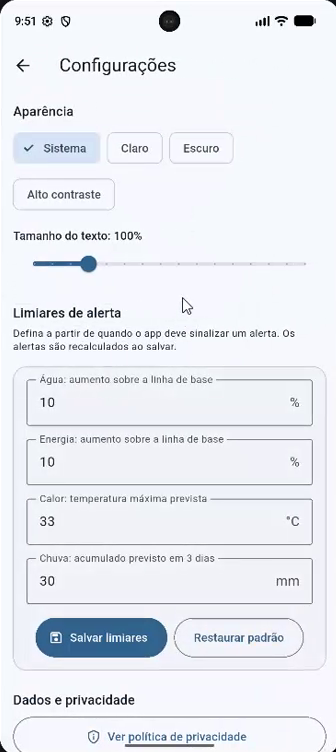 9:51
Configurações
Aparência
Sistema
Claro
Escuro
Alto contraste
Tamanho do texto: 100%
Limiares de alerta
Defina a partir de quando o app deve sinalizar um alerta. Os
alertas são recalculados ao salvar.
Água: aumento sobre a linha de base
10 %
Energia: aumento sobre a linha de base
10 %
Calor: temperatura máxima prevista
33 °C
Chuva: acumulado previsto em 3 dias
30 mm
Salvar limiares
Restaurar padrão
Dados e privacidade
Ver política de privacidade